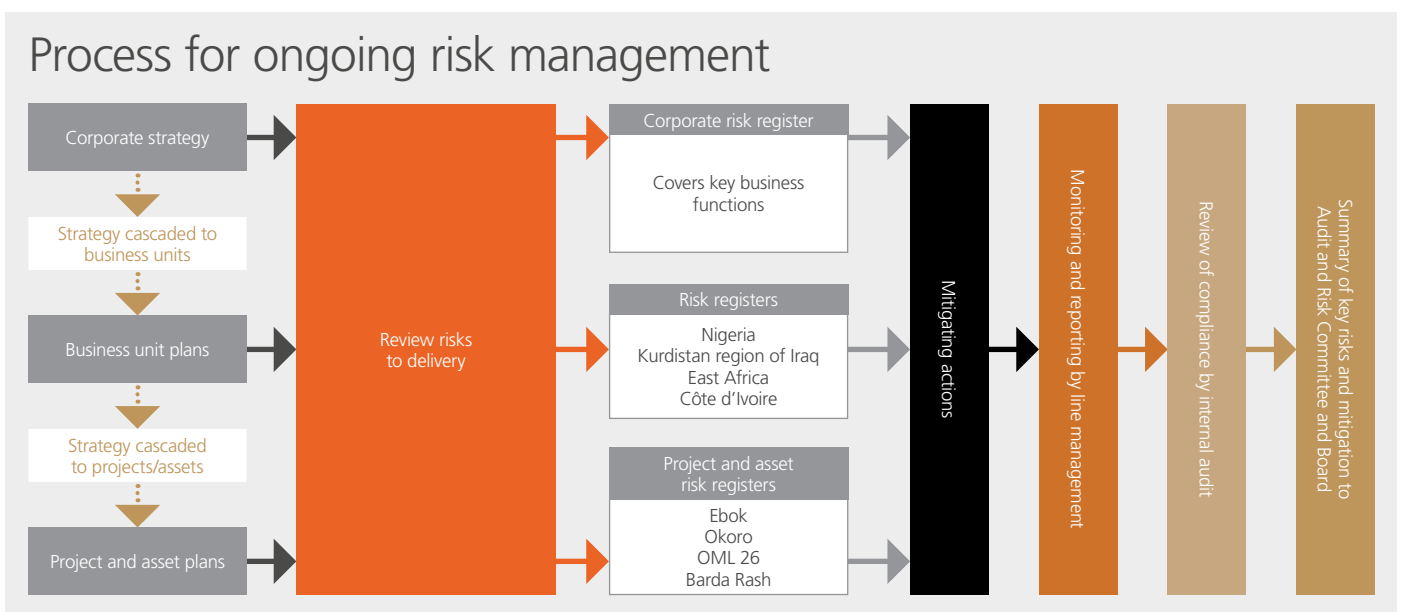 Process for ongoing risk management
Corporate strategy
Strategy cascaded to
business units
Business unit plans
Strategy cascaded
to projects/assets
Project and asset plans
Review risks
to delivery
Corporate risk register
Covers key business
functions
Risk registers
Nigeria
Kurdistan region of Iraq
East Africa
Côte d’Ivoire
Project and asset
risk registers
Ebok
Okoro
OML 26
Barda Rash
Mitigating actions
Monitoring and reporting by line management
Review of compliance by internal audit
Summary of key risks and mitigation to
Audit and Risk Committee and Board